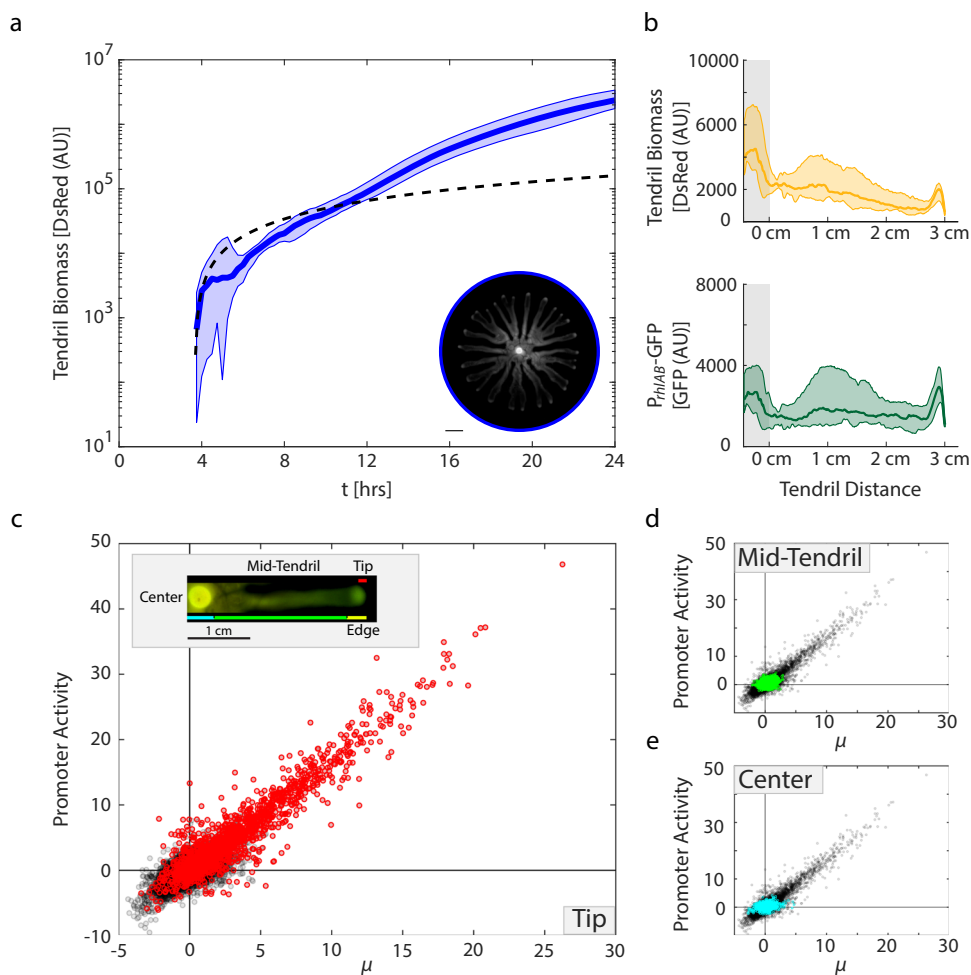 a
Tendril Biomass [DsRed (AU)]
10^7
10^5
10^3
10^1
0
4
8
12
16
20
24
t [hrs]
b
Tendril Biomass
[DsRed (AU)]
10000
6000
2000
0
0 cm
1 cm
2 cm
3 cm
P_rhlAB-GFP
[GFP (AU)]
8000
4000
0
0 cm
1 cm
2 cm
3 cm
Tendril Distance
c
Promoter Activity
50
40
30
20
10
0
-10
-5
0
5
10
15
20
25
30
μ
Mid-Tendril
Tip
Center
1 cm
Edge
Tip
d
Mid-Tendril
Promoter Activity
50
30
10
0
0
10
20
30
μ
e
Center
Promoter Activity
50
30
10
0
0
10
20
30
μ